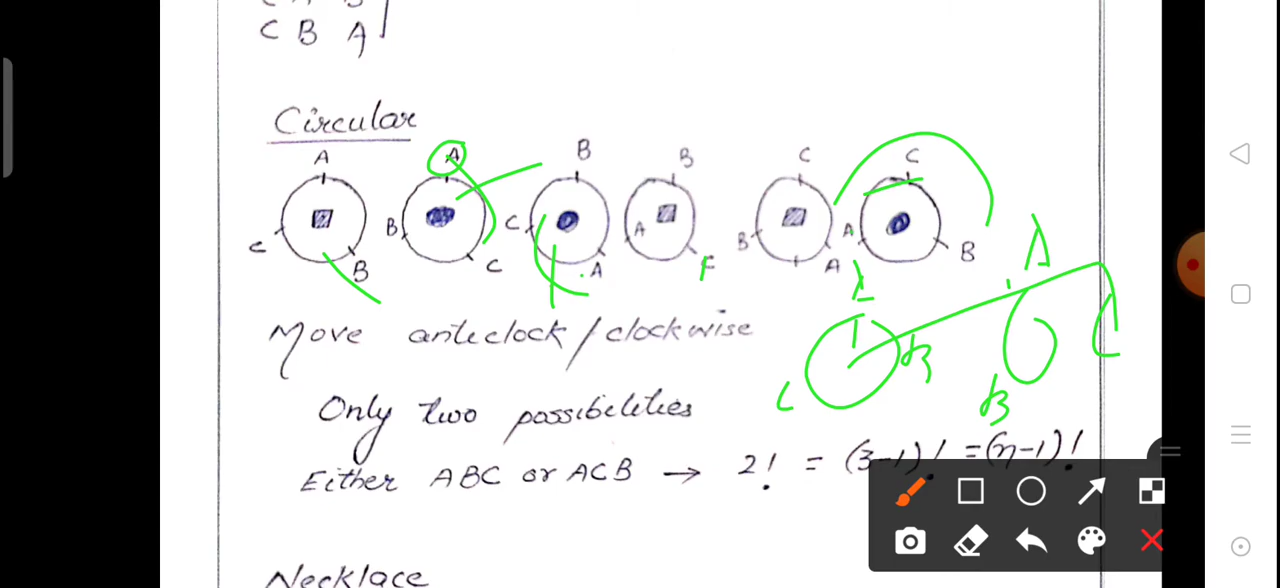 C B A
Circular
A A B B C C
C B B C C A A F B A A B
Move anticlock/clockwise
A A
C B B C
Only two possibilities
Either ABC or ACB → 2! = (3-1)! = (n-1)!
Necklace